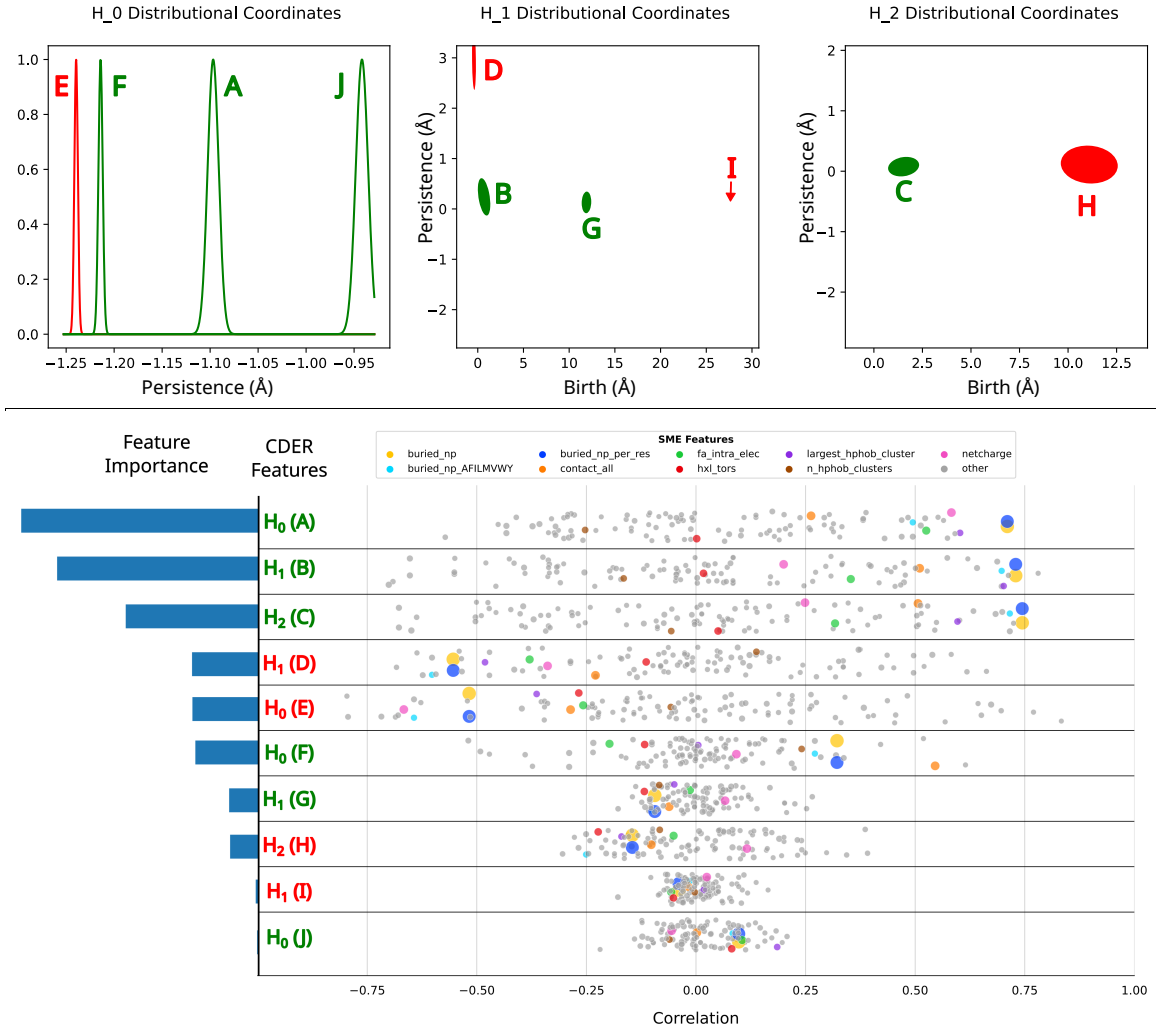 H_0 Distributional Coordinates
H_1 Distributional Coordinates
H_2 Distributional Coordinates
1.0
0.8
0.6
0.4
0.2
0.0
E
F
A
J
−1.25
−1.20
−1.15
−1.10
−1.05
−1.00
−0.95
Persistence (Å)
Persistence (Å)
3
2
1
0
−1
−2
D
B
G
I
0
5
10
15
20
25
30
Birth (Å)
Persistence (Å)
2
1
0
−1
−2
C
H
0.0
2.5
5.0
7.5
10.0
12.5
Birth (Å)
Feature
Importance
CDER
Features
SME Features
buried_np
buried_np_per_res
fa_intra_elec
largest_hphob_cluster
netcharge
buried_np_AFILMVWY
contact_all
hxl_tors
n_hphob_clusters
other
H₀ (A)
H₁ (B)
H₂ (C)
H₁ (D)
H₀ (E)
H₀ (F)
H₁ (G)
H₂ (H)
H₁ (I)
H₀ (J)
−0.75
−0.50
−0.25
0.00
0.25
0.50
0.75
1.00
Correlation